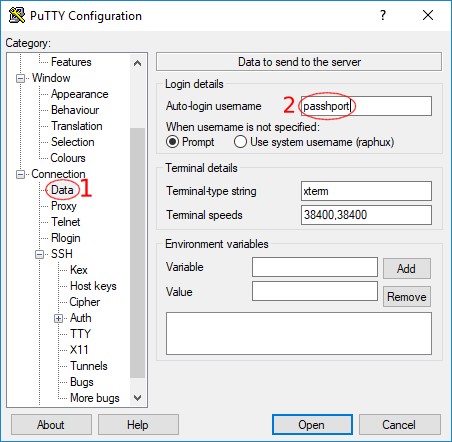 PuTTY Configuration
?
Category:
Features
Window
Appearance
Behaviour
Translation
Selection
Colours
Connection
Data 1
Proxy
Telnet
Rlogin
SSH
Kex
Host keys
Cipher
Auth
TTY
X11
Tunnels
Bugs
More bugs
Data to send to the server
Login details
Auto-login username 2 passhport
When username is not specified:
Prompt Use system username (raphux)
Terminal details
Terminal-type string xterm
Terminal speeds 38400,38400
Environment variables
Variable Add
Value Remove
About Help Open Cancel